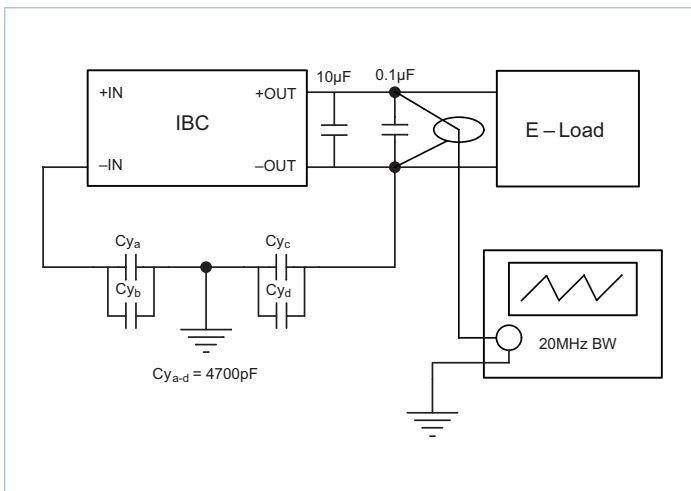 10µF
0.1µF
+IN
+OUT
IBC
E – Load
–IN
–OUT
Cya
Cyc
Cyb
Cyd
20MHz BW
Cya-d = 4700pF